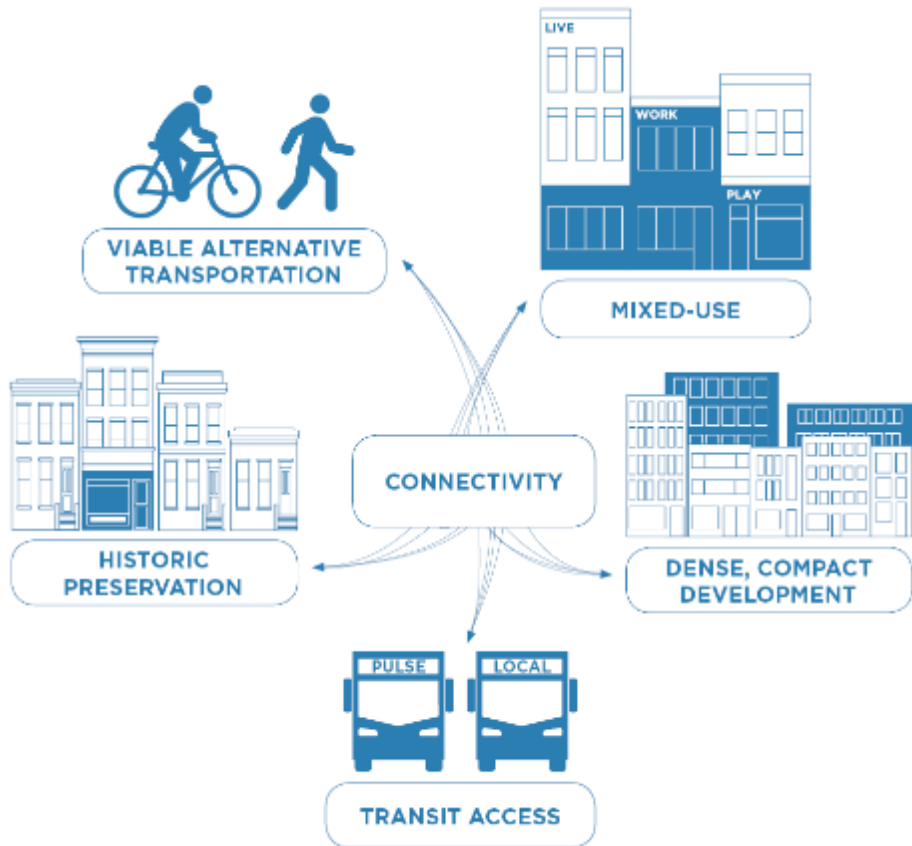 LIVE
WORK
PLAY
VIABLE ALTERNATIVE
TRANSPORTATION
MIXED-USE
CONNECTIVITY
HISTORIC
PRESERVATION
DENSE, COMPACT
DEVELOPMENT
PULSE
LOCAL
TRANSIT ACCESS